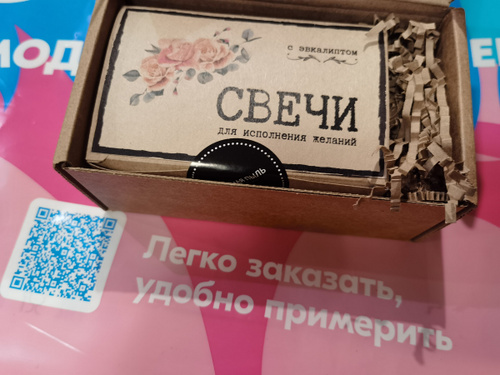 с эвкалиптом
СВЕЧИ
для исполнения желаний
Легко заказать,
удобно примерить